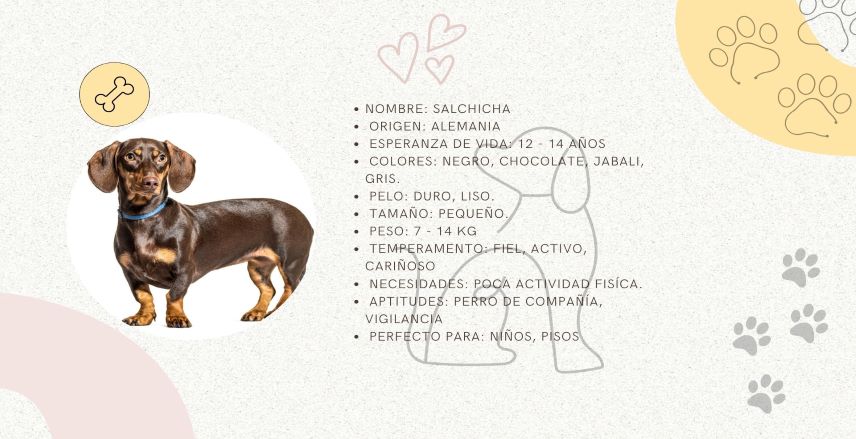 • NOMBRE: SALCHICHA
• ORIGEN: ALEMANIA
• ESPERANZA DE VIDA: 12 - 14 AÑOS
• COLORES: NEGRO, CHOCOLATE, JABALI,
GRIS.
• PELO: DURO, LISO.
• TAMAÑO: PEQUEÑO.
• PESO: 7 - 14 KG
• TEMPERAMENTO: FIEL, ACTIVO,
CARIÑOSO
• NECESIDADES: POCA ACTIVIDAD FISÍCA.
• APTITUDES: PERRO DE COMPAÑÍA,
VIGILANCIA
• PERFECTO PARA: NIÑOS, PISOS